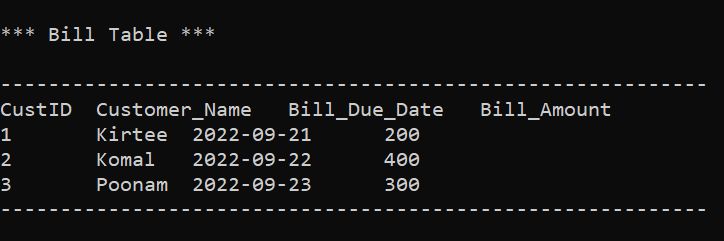 *** Bill Table ***
-----------------------------------------------------------
CustID  Customer_Name   Bill_Due_Date   Bill_Amount
1       Kirtee  2022-09-21      200
2       Komal   2022-09-22      400
3       Poonam  2022-09-23      300
-----------------------------------------------------------